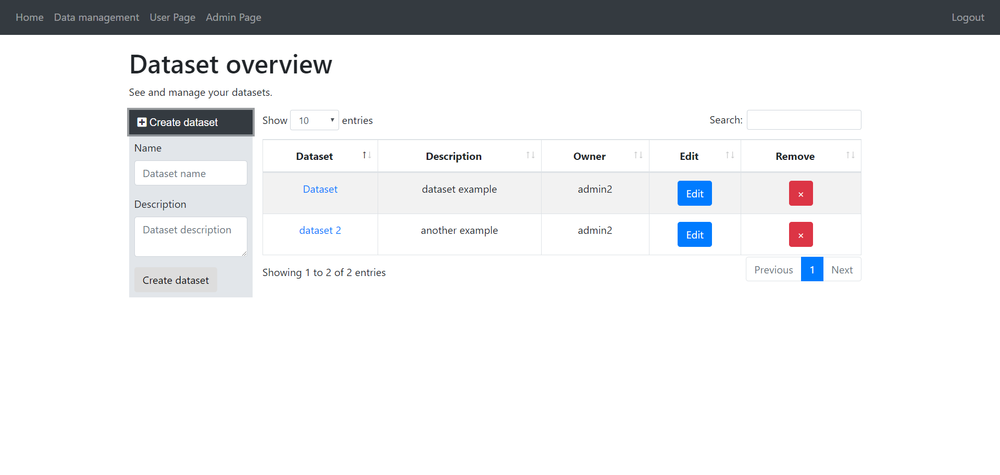 Home Data management User Page Admin Page Logout
Dataset overview
See and manage your datasets.
Create dataset
Name
Dataset name
Description
Dataset description
Create dataset
Show 10 entries Search:
Dataset Description Owner Edit Remove
Dataset dataset example admin2 Edit ×
dataset 2 another example admin2 Edit ×
Showing 1 to 2 of 2 entries
Previous 1 Next